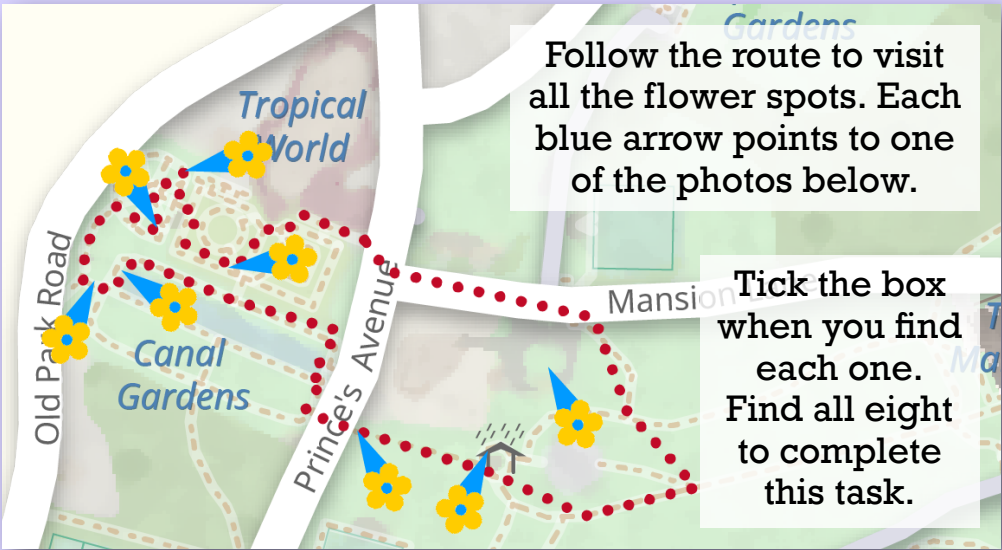 Gardens
Follow the route to visit
all the flower spots. Each
blue arrow points to one
of the photos below.
Tropical
World
Old Park Road
Prince's Avenue
Mansion
Tick the box
when you find
each one.
Find all eight
to complete
this task.
Canal
Gardens